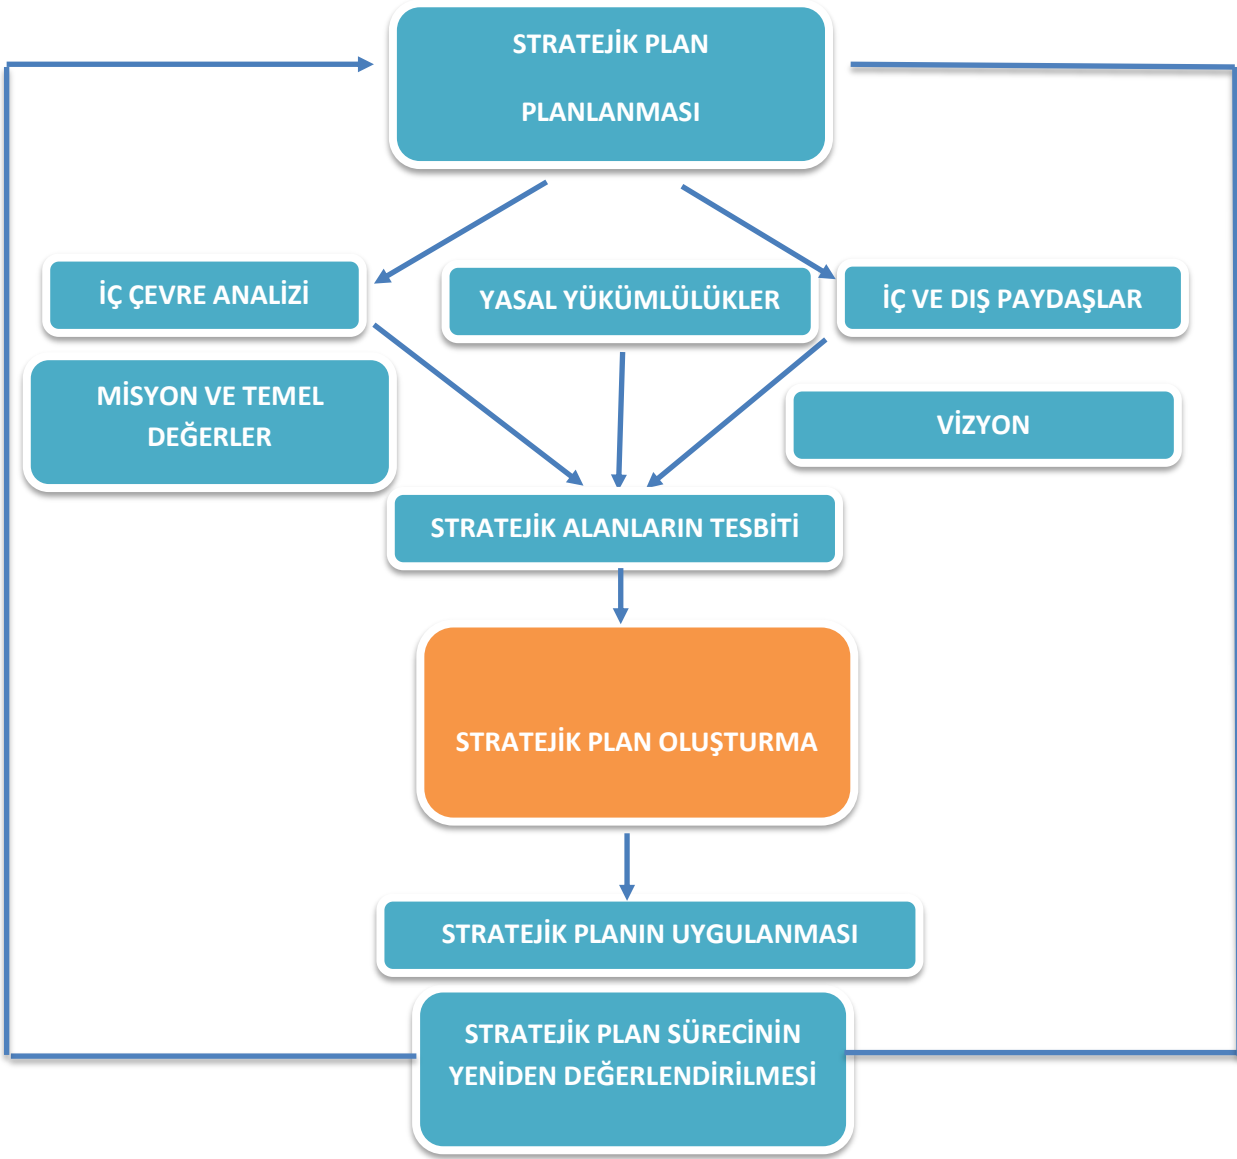 STRATEJİK PLAN
PLANLANMASI
İÇ ÇEVRE ANALİZİ
YASAL YÜKÜMLÜLÜKLER
İÇ VE DIŞ PAYDAŞLAR
MİSYON VE TEMEL
DEĞERLER
VİZYON
STRATEJİK ALANLARIN TESBİTİ
STRATEJİK PLAN OLUŞTURMA
STRATEJİK PLANIN UYGULANMASI
STRATEJİK PLAN SÜRECİNİN
YENİDEN DEĞERLENDİRİLMESİ